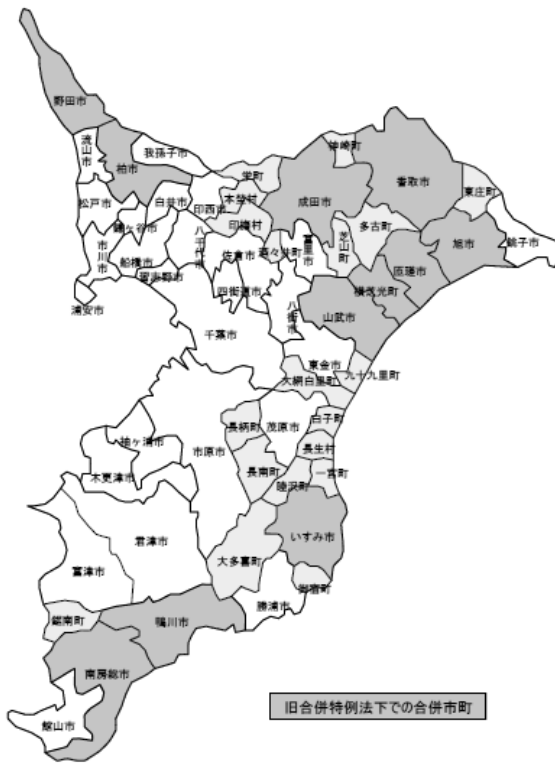 野田市
流山市
柏市
我孫子市
松戸市
鎌ヶ谷市
白井市
印西市
栄町
本埜村
印旛村
成田市
神崎町
香取市
東庄町
銚子市
旭市
匝瑳市
多古町
芝山町
横芝光町
山武市
富里市
酒々井町
佐倉市
八千代市
四街道市
八街市
市川市
船橋市
習志野市
浦安市
千葉市
東金市
大網白里町
九十九里町
白子町
長生村
一宮町
茂原市
長柄町
長南町
睦沢町
市原市
袖ヶ浦市
木更津市
君津市
富津市
いすみ市
大多喜町
御宿町
勝浦市
鋸南町
鴨川市
南房総市
館山市
旧合併特例法下での合併市町